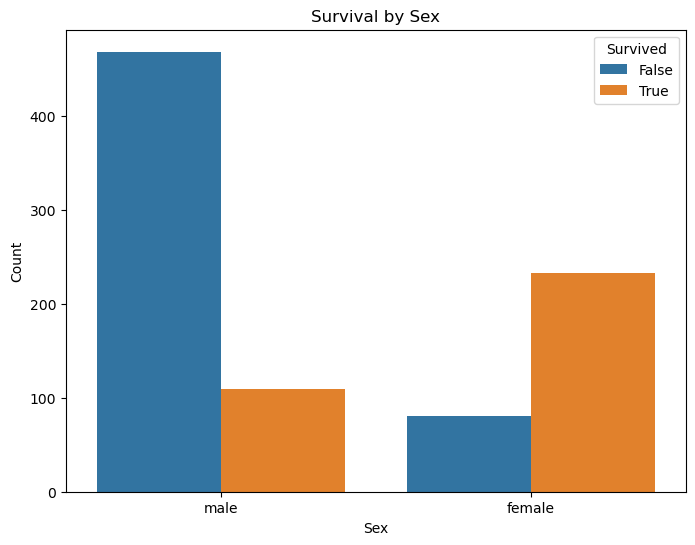 Survival by Sex
Survived
False
True
Count
400
300
200
100
0
male
female
Sex